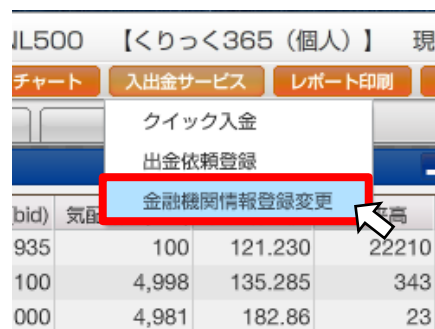 NL500 【くりっく365（個人）】 現
チャート 入出金サービス レポート印刷
クイック入金
出金依頼登録
金融機関情報登録変更
(bid) 気配 高
935 100 121.230 22210
100 4,998 135.285 343
000 4,981 182.86 23